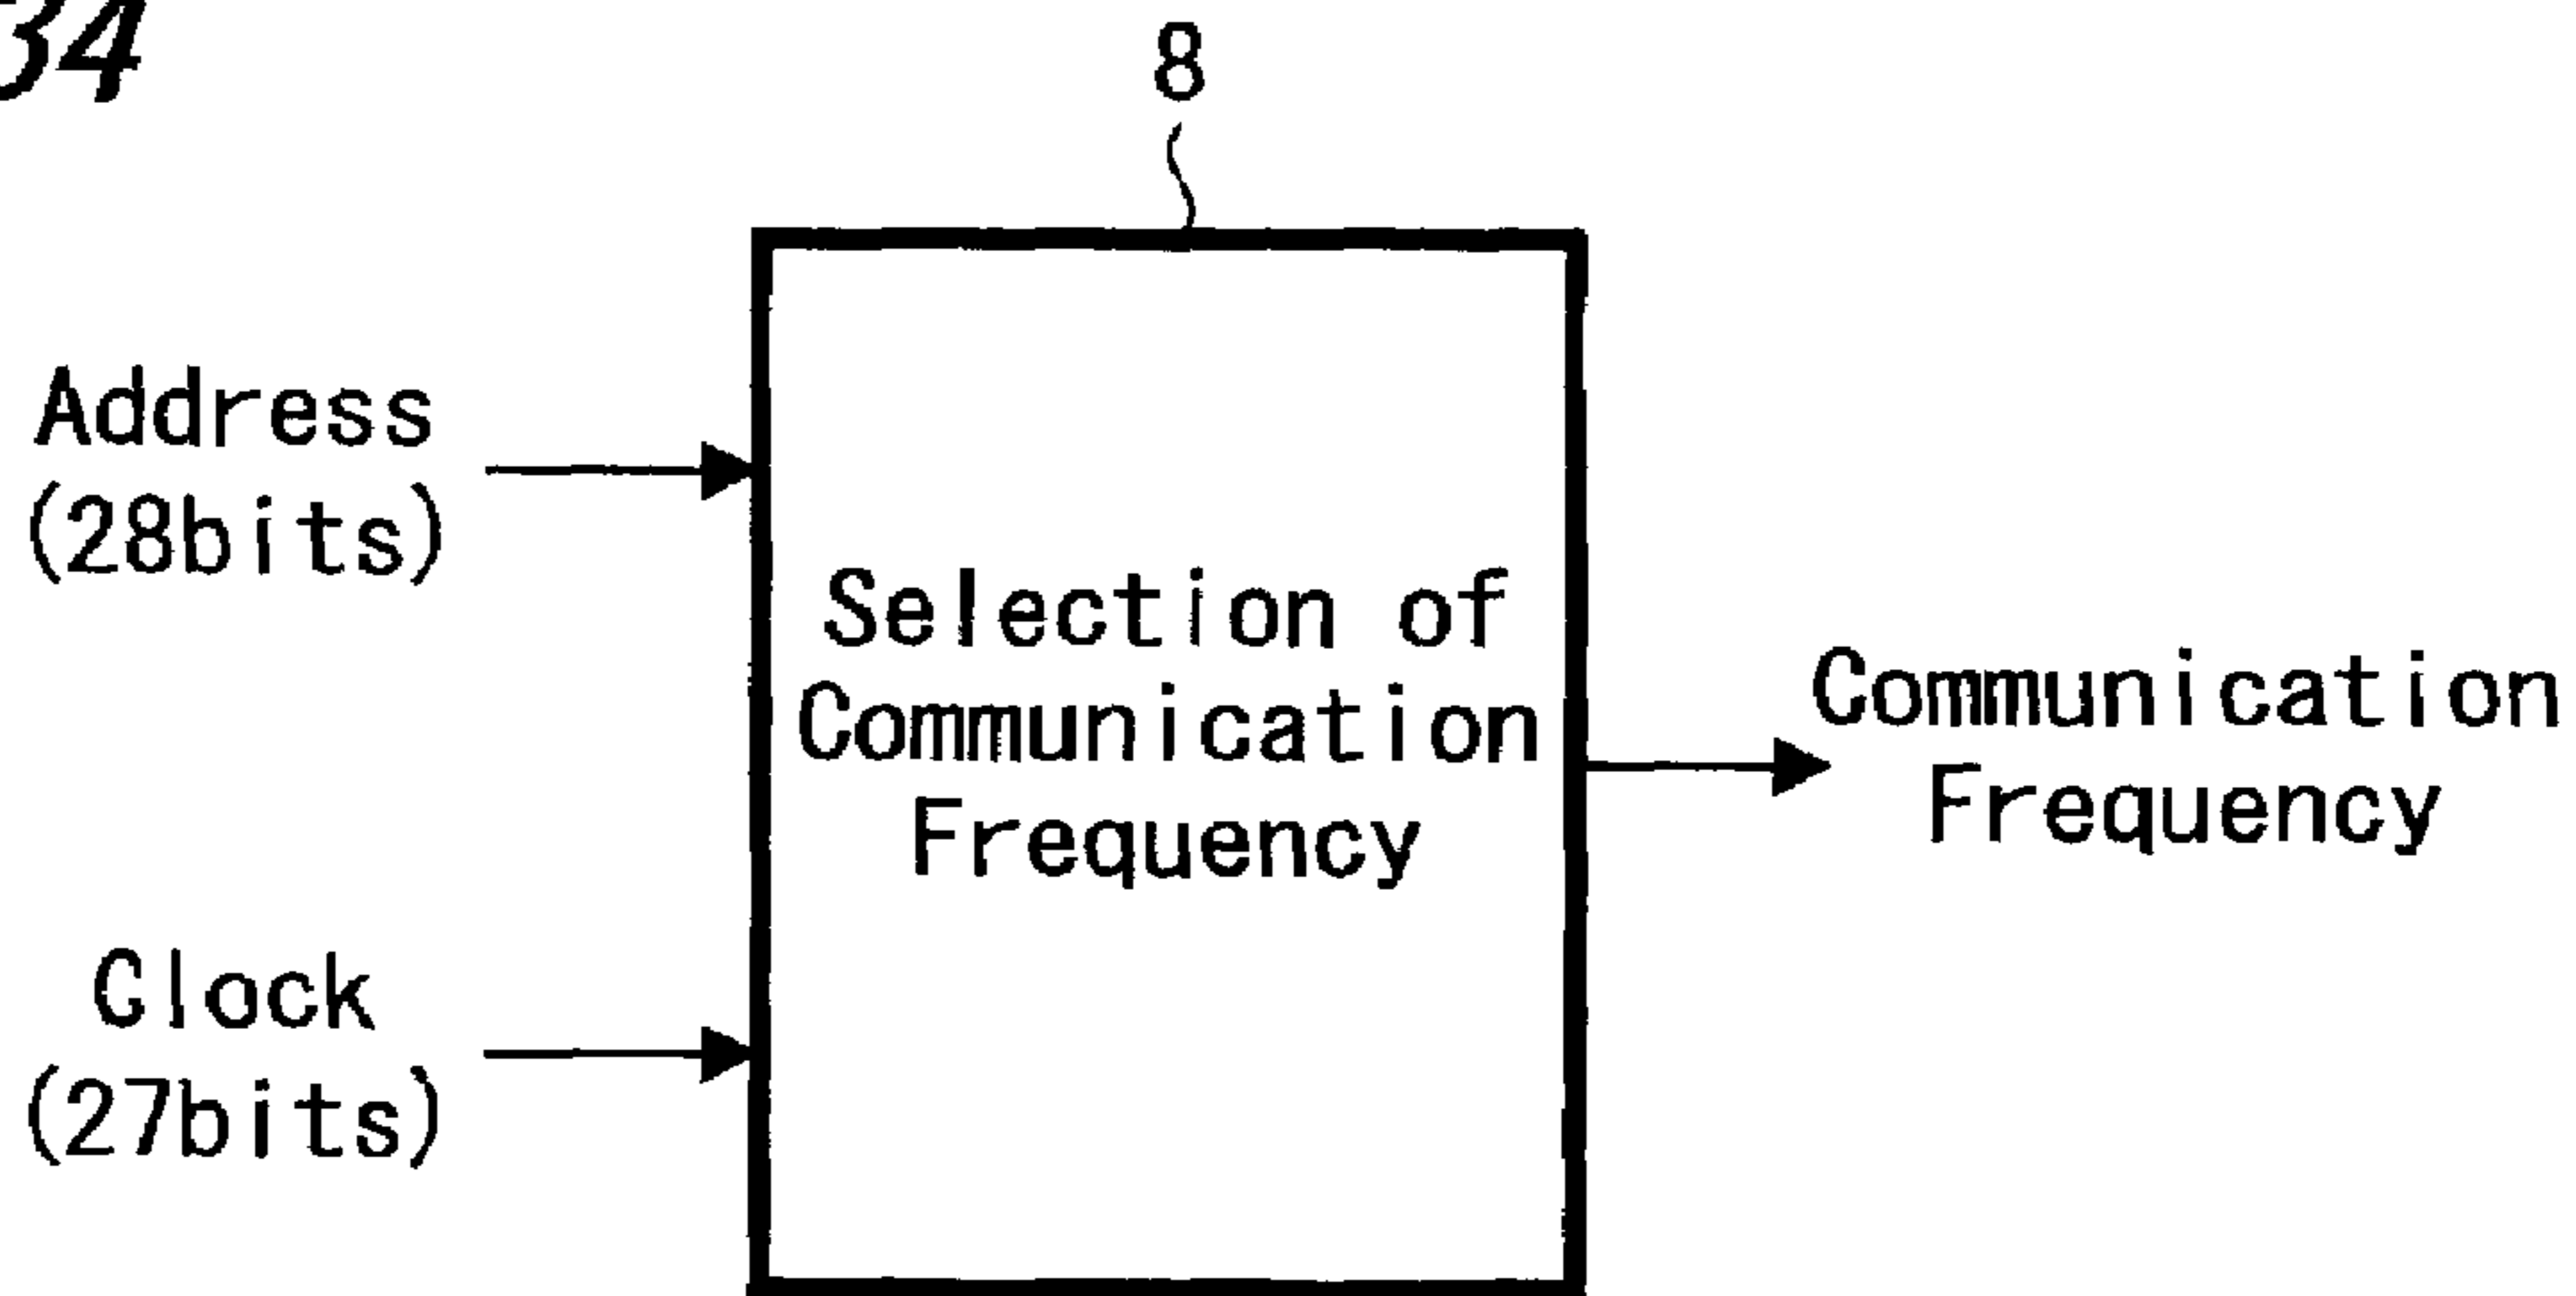 34
8
Address
(28bits)
Selection of
Communication
Frequency
Communication
Frequency
Clock
(27bits)